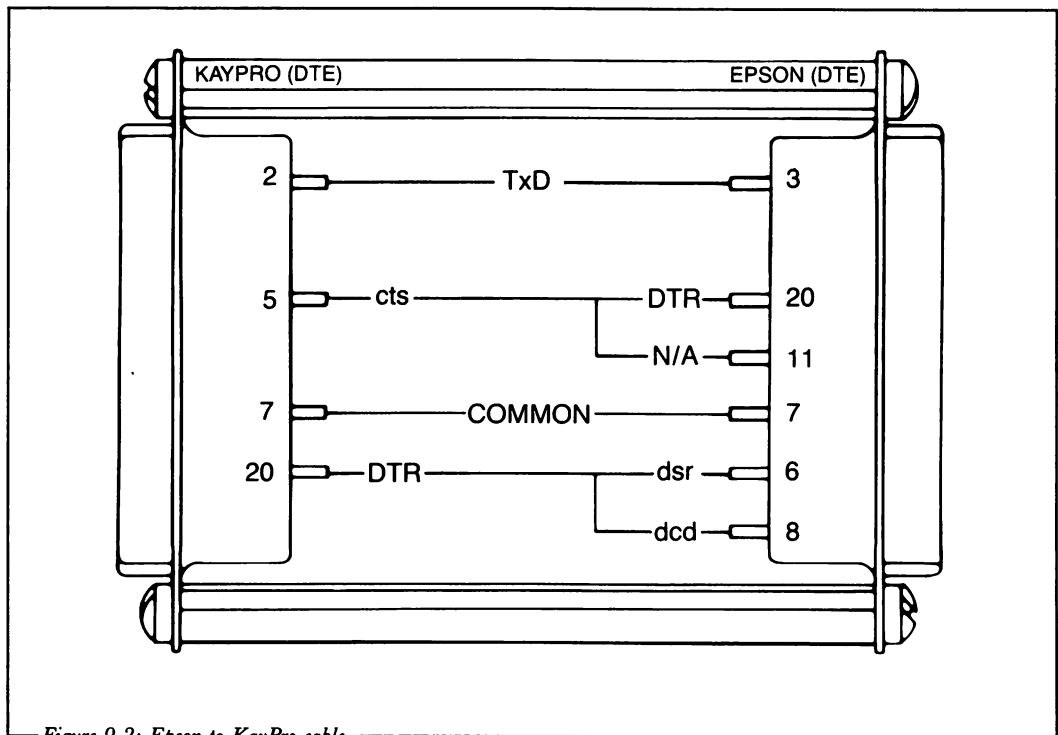 KAYPRO (DTE) EPSON (DTE)
2 TxD 3
5 cts DTR 20
N/A 11
7 COMMON 7
20 DTR dsr 6
dcd 8
Figure 9-2: Epson to KayPro cable